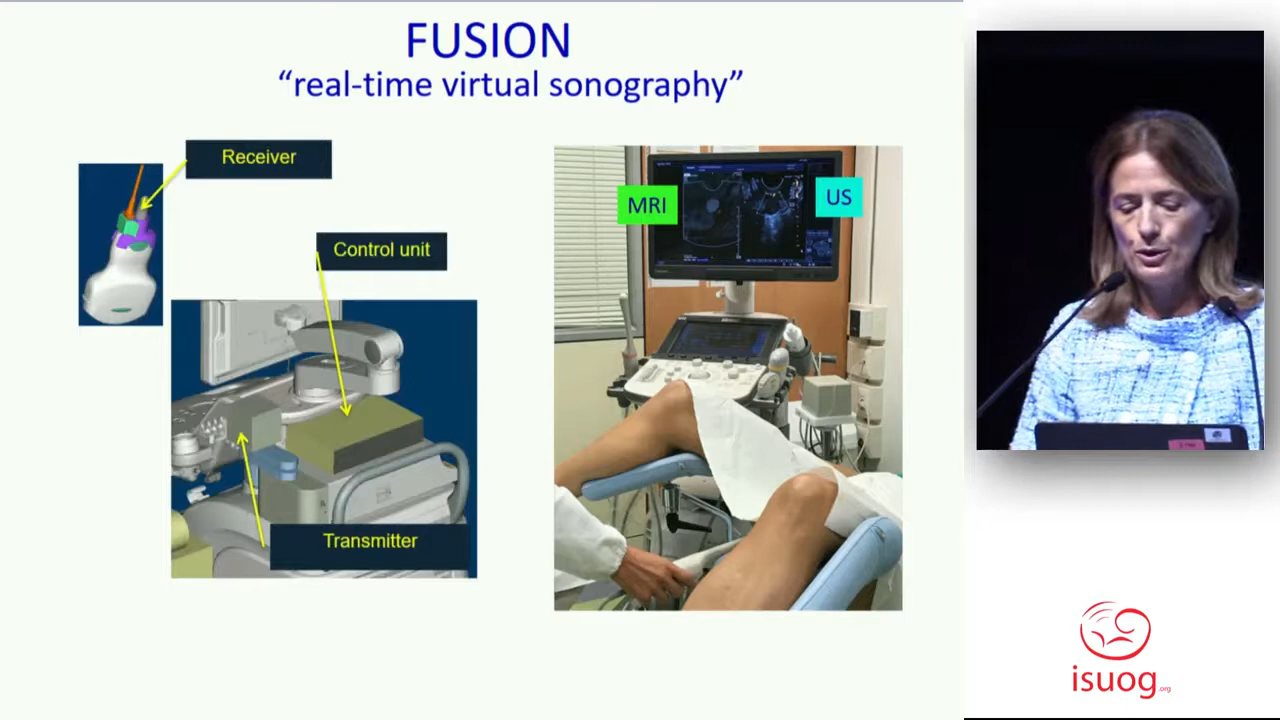 FUSION
“real-time virtual sonography”
Receiver
Control unit
Transmitter
MRI
US
isuog.org